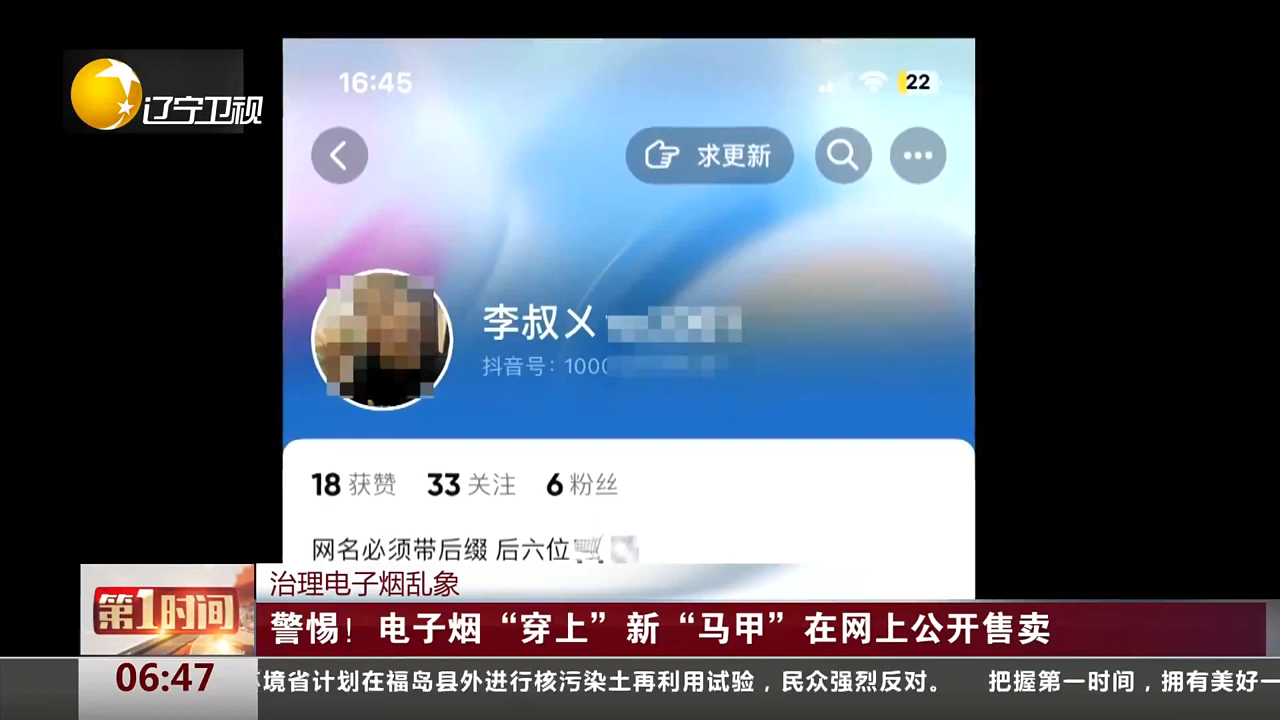 辽宁卫视
16:45
22
求更新
李叔乂
抖音号：1000
18 获赞 33 关注 6 粉丝
网名必须带后缀 后六位
治理电子烟乱象
第1时间
警惕！电子烟“穿上”新“马甲”在网上公开售卖
06:47
境省计划在福岛县外进行核污染土再利用试验，民众强烈反对。 把握第一时间，拥有美好一